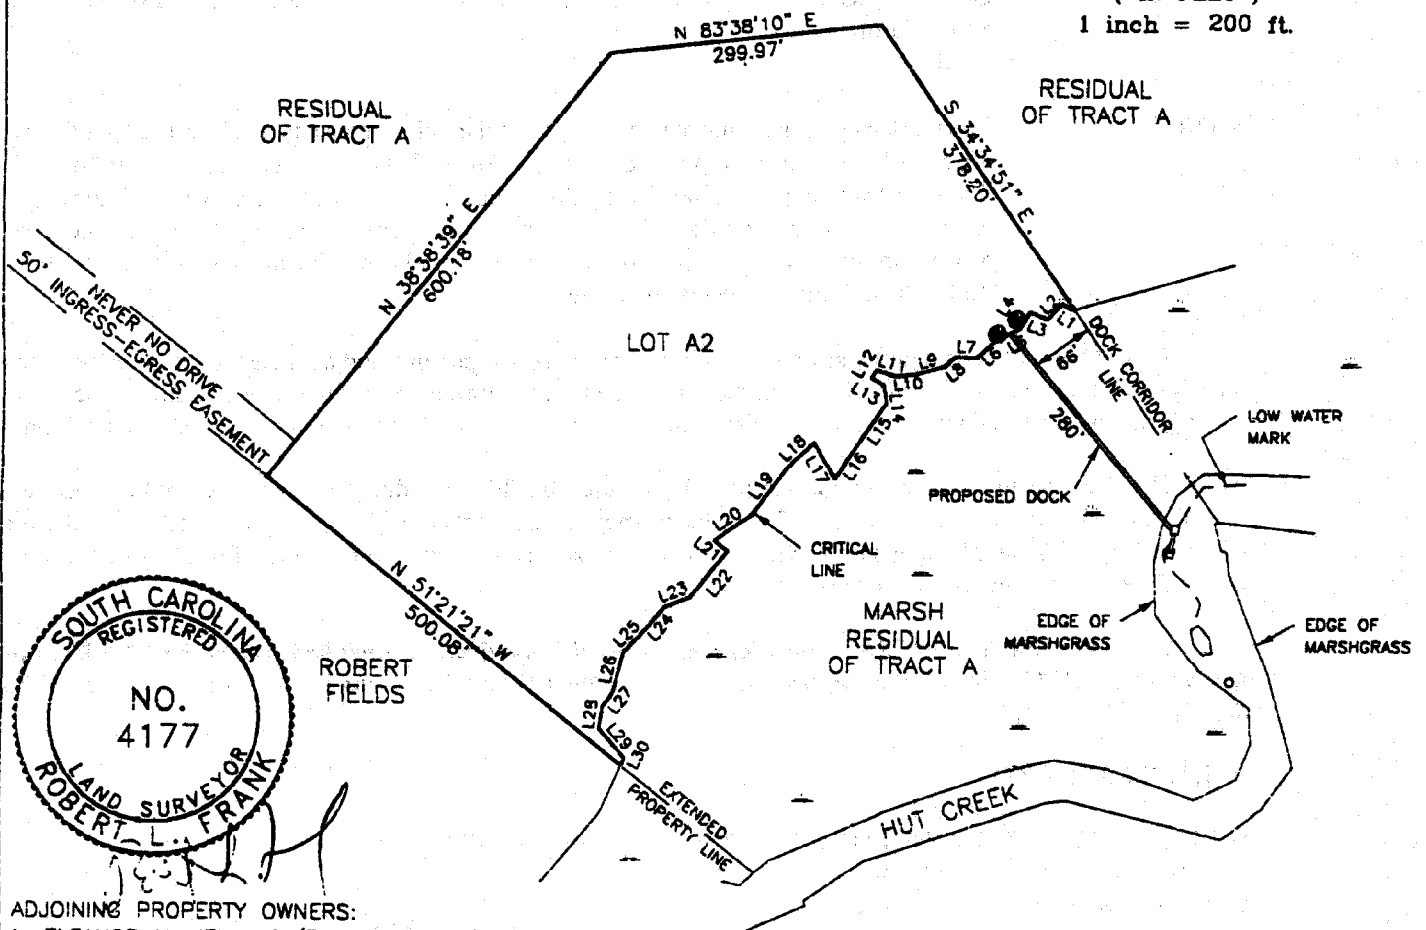 1 inch = 200 ft.
N 83°38'10" E
299.97'
RESIDUAL
OF TRACT A
RESIDUAL
OF TRACT A
S 34°34'51" E.
378.20'
N 38°38'39" E
600.18'
NEVER NO DRIVE
50' INGRESS-EGRESS EASEMENT
LOT A2
L1
L2
L3
L4
L5
L6
L7
L8
L9
L10
L11
L12
L13
L14
L15
L16
L17
L18
L19
L20
L21
L22
L23
L24
L25
L26
L27
L28
L29
L30
66'
DOCK CORRIDOR
LINE
280'
LOW WATER
MARK
PROPOSED DOCK
CRITICAL
LINE
MARSH
RESIDUAL
OF TRACT A
EDGE OF
MARSHGRASS
EDGE OF
MARSHGRASS
N 51°21'21" W
500.08'
ROBERT
FIELDS
EXTENDED
PROPERTY LINE
HUT CREEK
SOUTH CAROLINA
REGISTERED
NO.
4177
LAND SURVEYOR
ROBERT L. FRANK
ADJOINING PROPERTY OWNERS: